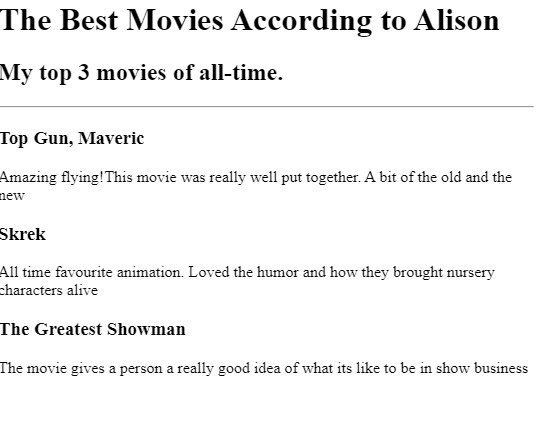 The Best Movies According to Alison
My top 3 movies of all-time.
Top Gun, Maveric
Amazing flying!This movie was really well put together. A bit of the old and the
new
Skrek
All time favourite animation. Loved the humor and how they brought nursery
characters alive
The Greatest Showman
The movie gives a person a really good idea of what its like to be in show business